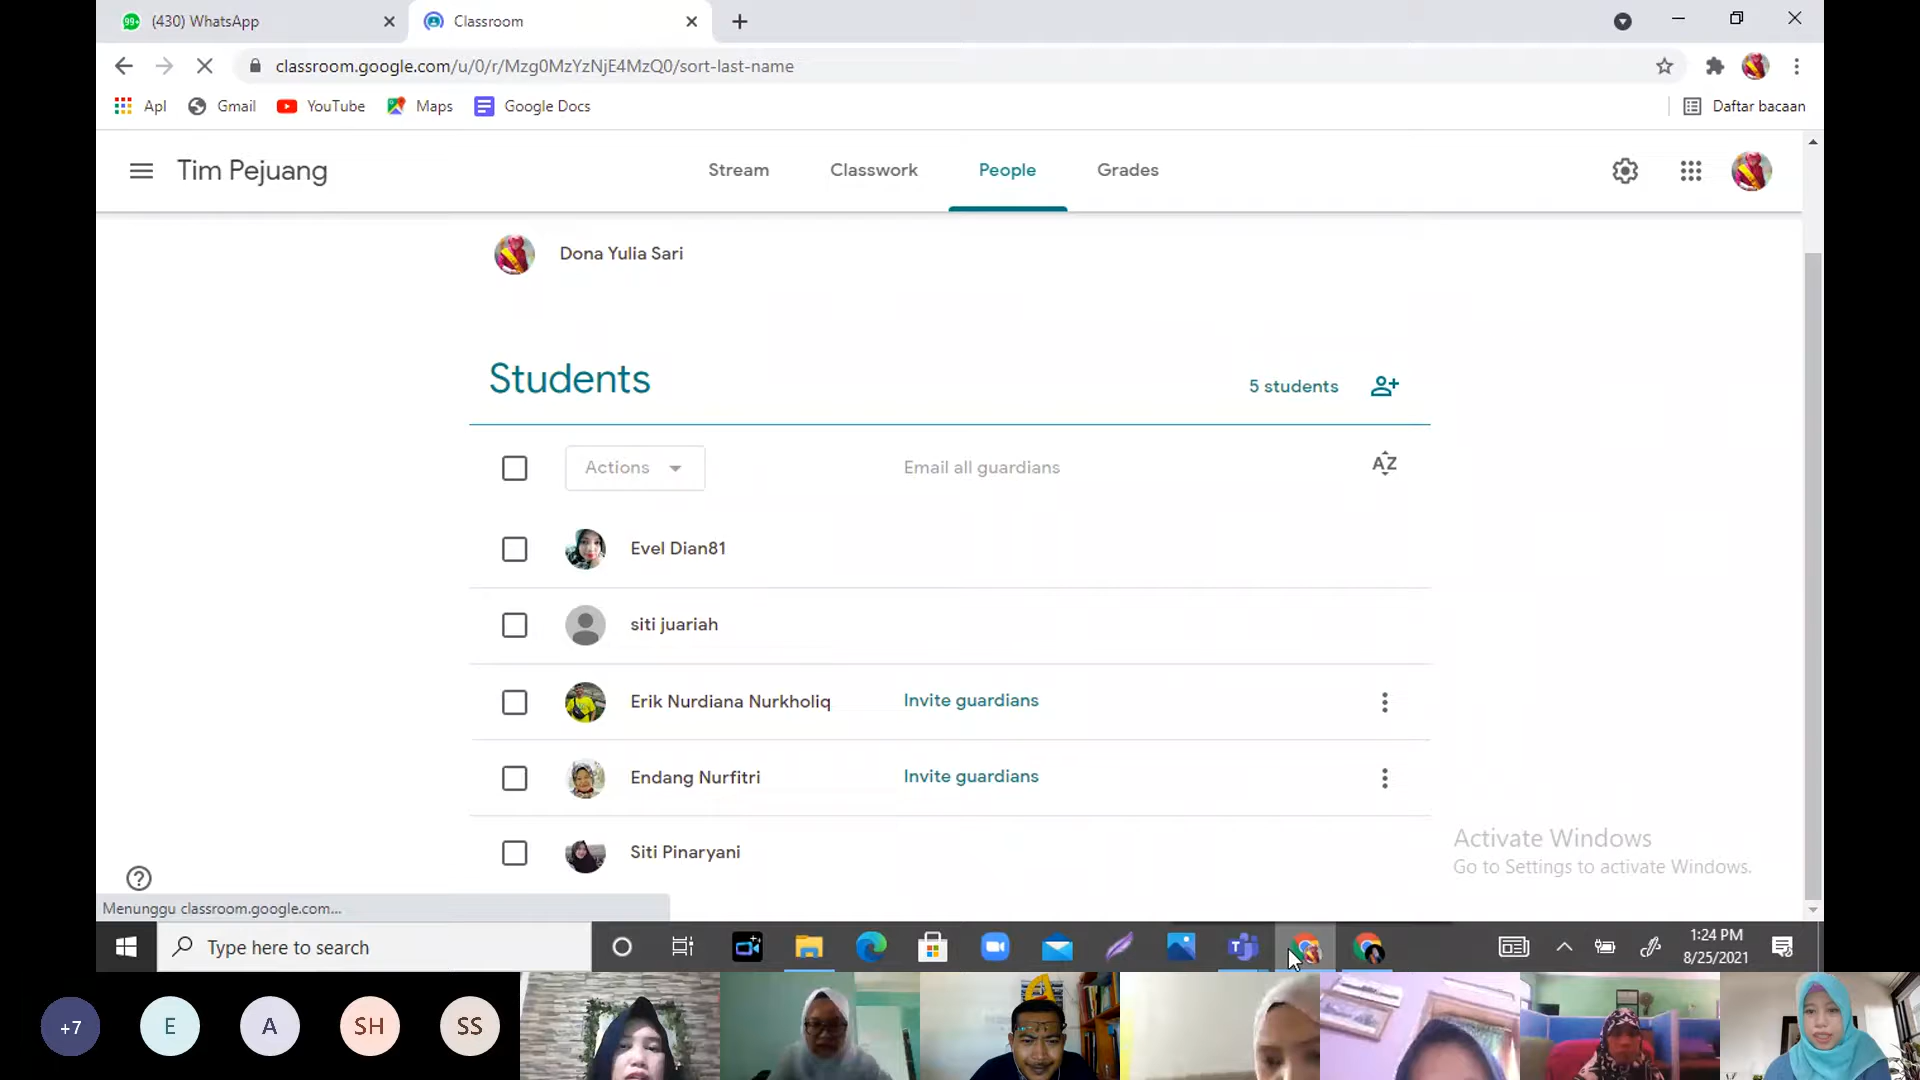 99+ (430) WhatsApp
Classroom
classroom.google.com/u/0/r/Mzg0MzYzNjE4MzQ0/sort-last-name
Apl
Gmail
YouTube
Maps
Google Docs
Daftar bacaan
Tim Pejuang
Stream
Classwork
People
Grades
Dona Yulia Sari
Students
5 students
Actions
Email all guardians
AZ
Evel Dian81
siti juariah
Erik Nurdiana Nurkholiq
Invite guardians
Endang Nurfitri
Invite guardians
Siti Pinaryani
Activate Windows
Go to Settings to activate Windows.
Menunggu classroom.google.com...
Type here to search
1:24 PM
8/25/2021
+7
E
A
SH
SS